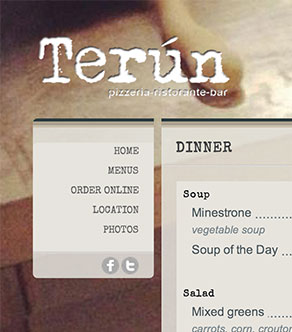 Terún
pizzeria-ristorante-bar
HOME
MENUS
ORDER ONLINE
LOCATION
PHOTOS
DINNER
Soup
Minestrone ..........
vegetable soup
Soup of the Day ....
Salad
Mixed greens ........
carrots, corn, crouton